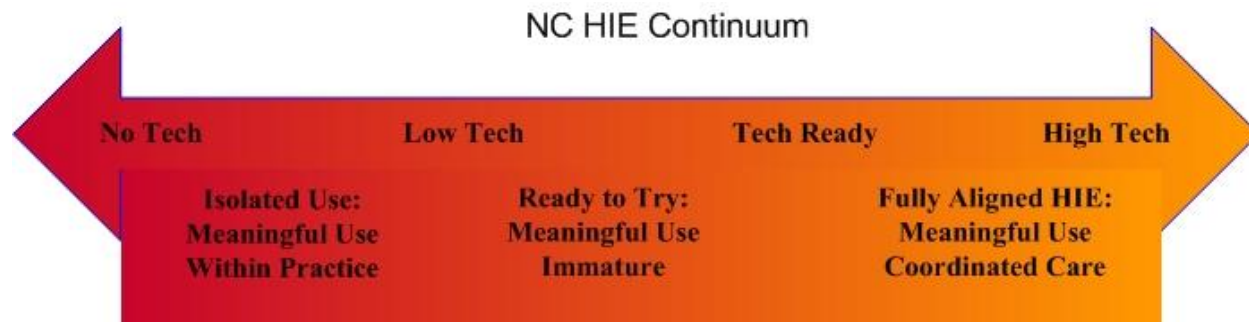 NC HIE Continuum
No Tech Low Tech Tech Ready High Tech
Isolated Use:
Meaningful Use
Within Practice
Ready to Try:
Meaningful Use
Immature
Fully Aligned HIE:
Meaningful Use
Coordinated Care